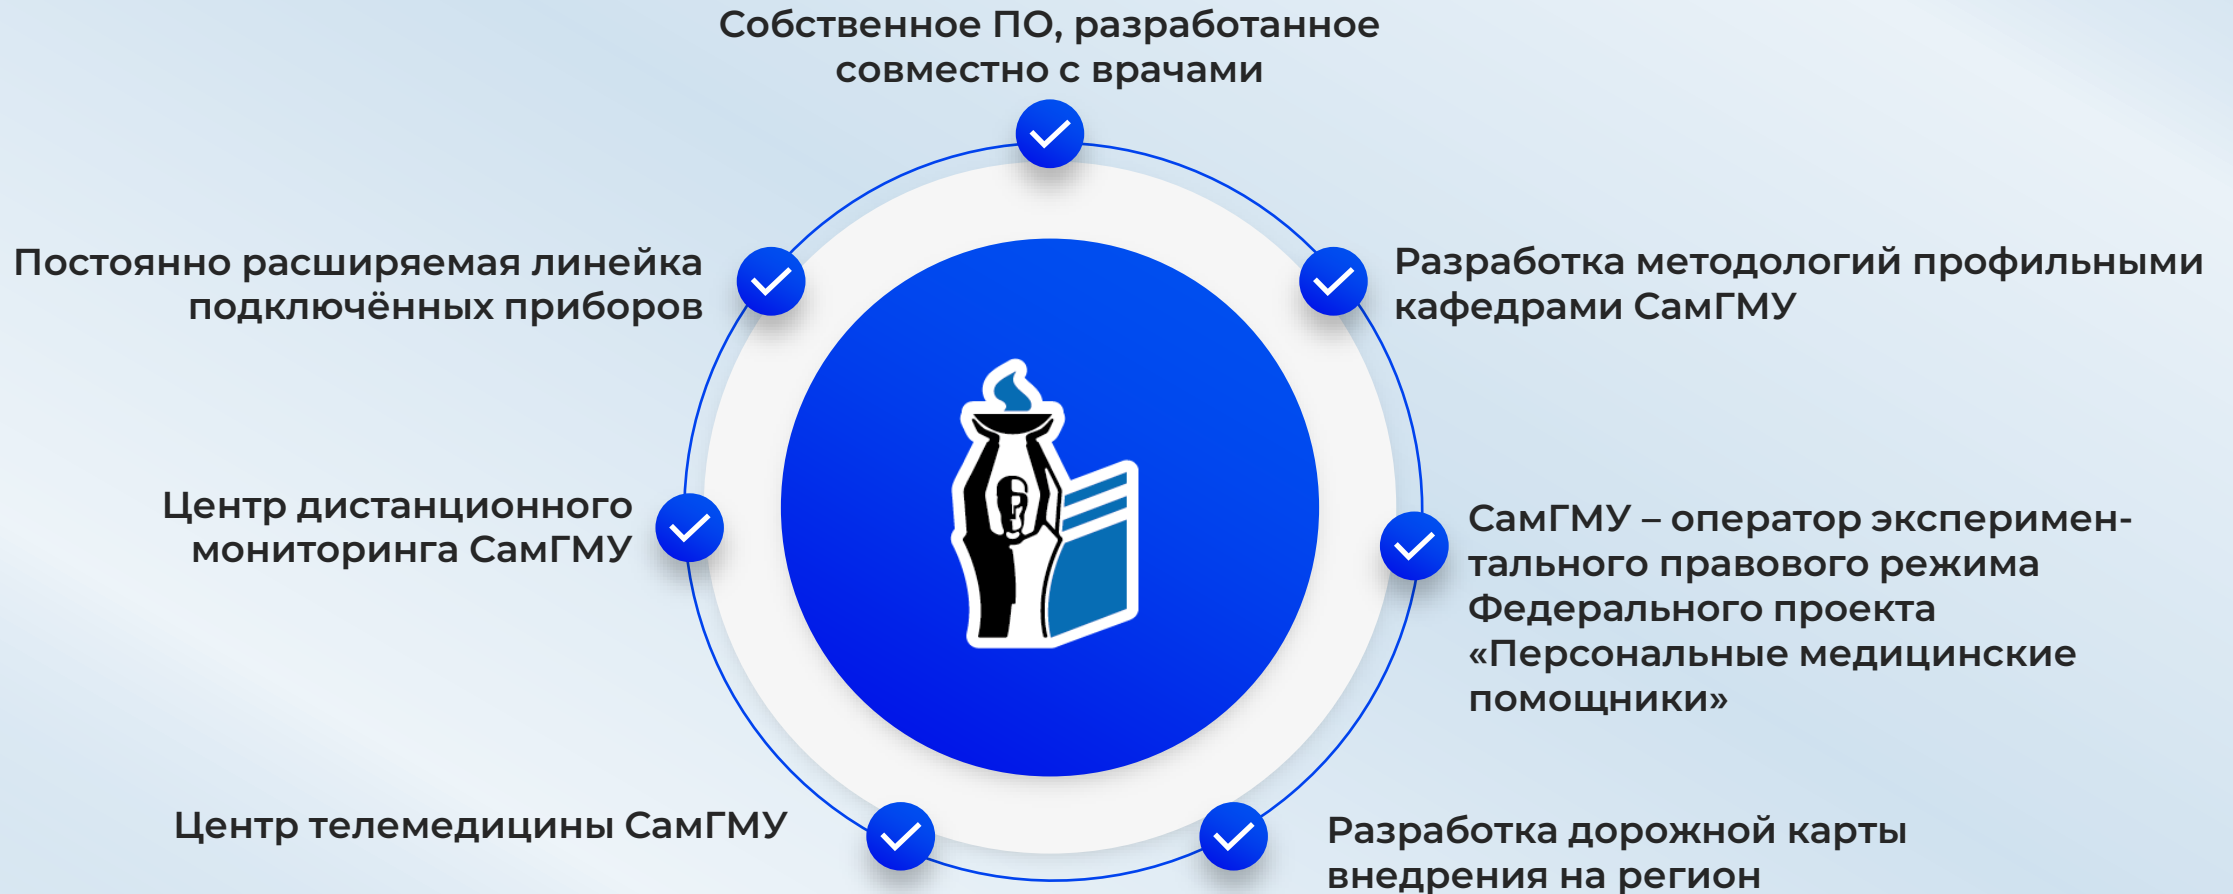 Собственное ПО, разработанное
совместно с врачами
Постоянно расширяемая линейка
подключённых приборов
Разработка методологий профильными
кафедрами СамГМУ
Центр дистанционного
мониторинга СамГМУ
СамГМУ – оператор эксперимен-
тального правового режима
Федерального проекта
«Персональные медицинские
помощники»
Центр телемедицины СамГМУ
Разработка дорожной карты
внедрения на регион